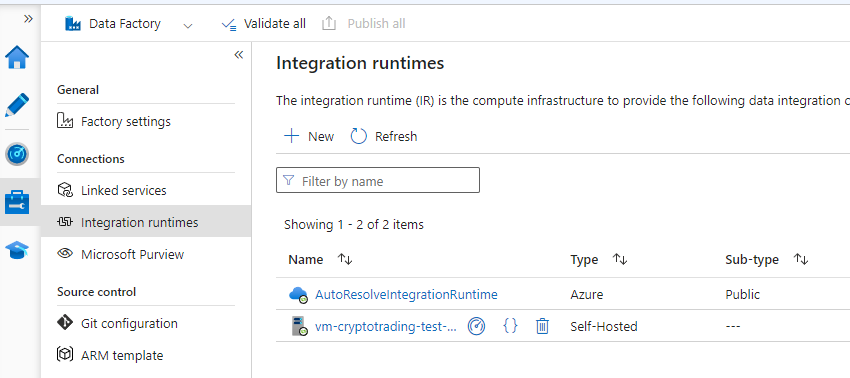 Data Factory
Validate all
Publish all
General
Factory settings
Connections
Linked services
Integration runtimes
Microsoft Purview
Source control
Git configuration
ARM template
Integration runtimes
The integration runtime (IR) is the compute infrastructure to provide the following data integration c
New Refresh
Filter by name
Showing 1 - 2 of 2 items
Name Type Sub-type
AutoResolveIntegrationRuntime Azure Public
vm-cryptotrading-test-... {} Self-Hosted ---